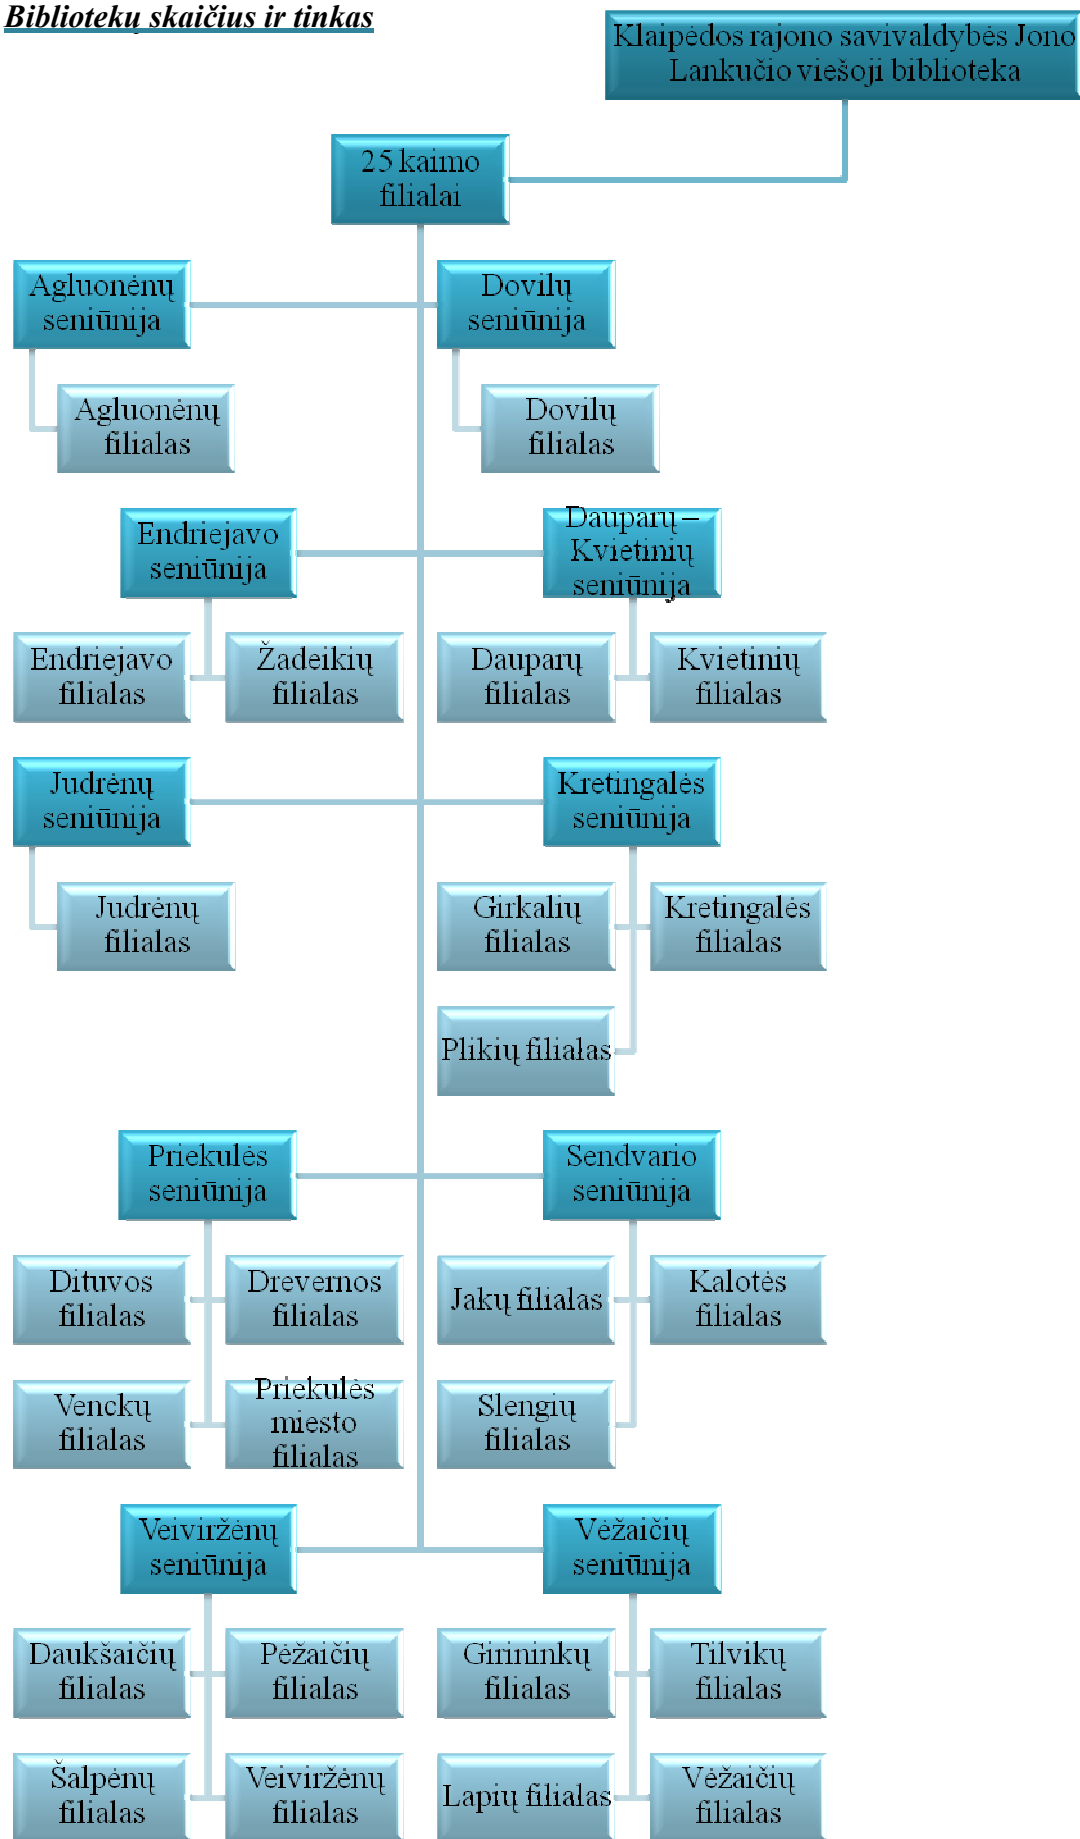 Bibliotekų skaičius ir tinkas
Klaipėdos rajono savivaldybės Jono
Lankučio viešoji biblioteka
25 kaimo
filialai
Agluonėnų
seniūnija
Dovilų
seniūnija
Agluonėnų
filialas
Dovilų
filialas
Endriejavo
seniūnija
Dauparų –
Kvietinių
seniūnija
Endriejavo
filialas
Žadeikių
filialas
Dauparų
filialas
Kvietinių
filialas
Judrėnų
seniūnija
Kretingalės
seniūnija
Judrėnų
filialas
Girkalių
filialas
Kretingalės
filialas
Plikių filialas
Priekulės
seniūnija
Sendvario
seniūnija
Dituvos
filialas
Drevernos
filialas
Jakų filialas
Kalotės
filialas
Venckų
filialas
Priekulės
miesto
filialas
Slengių
filialas
Veiviržėnų
seniūnija
Vėžaičių
seniūnija
Daukšaičių
filialas
Pėžaičių
filialas
Girininkų
filialas
Tilvikų
filialas
Šalpėnų
filialas
Veiviržėnų
filialas
Lapių filialas
Vėžaičių
filialas